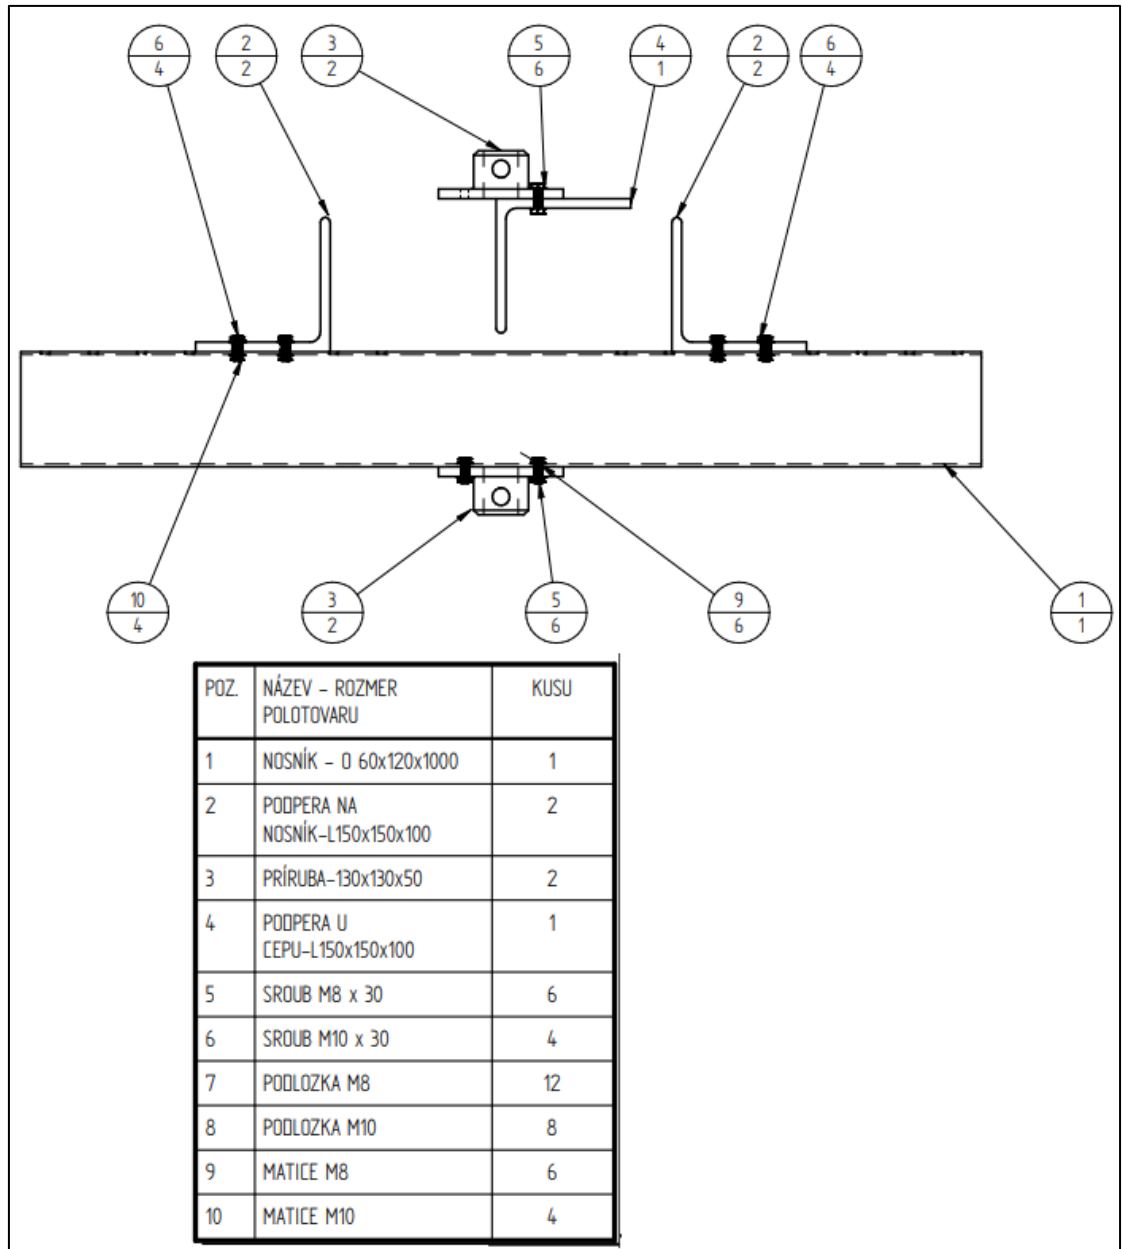 6 2 3 5 4 2 6
4 2 2 6 1 2 4
10 3 5 9 1
4 2 6 6 1
POZ. NÁZEV - ROZMER KUSU
POLOTOVARU
1 NOSNÍK - O 60x120x1000 1
2 PODPERA NA 2
NOSNÍK-L150x150x100
3 PRÍRUBA-130x130x50 2
4 PODPERA U 1
CEPU-L150x150x100
5 SROUB M8 x 30 6
6 SROUB M10 x 30 4
7 PODLOZKA M8 12
8 PODLOZKA M10 8
9 MATICE M8 6
10 MATICE M10 4